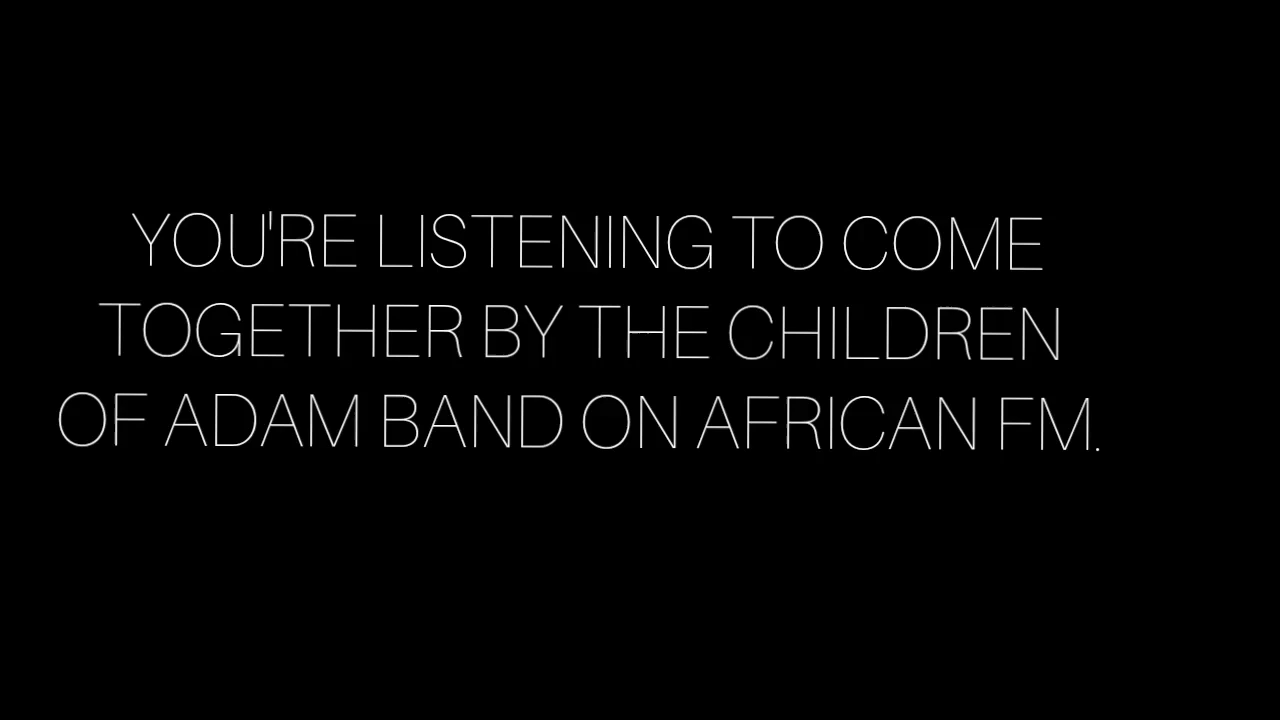 YOU'RE LISTENING TO COME
TOGETHER BY THE CHILDREN
OF ADAM BAND ON AFRICAN FM.